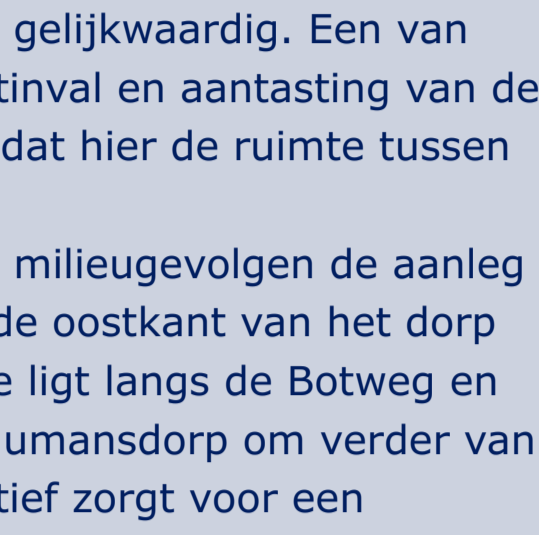 gelijkwaardig. Een van
tinval en aantasting van de
dat hier de ruimte tussen
milieugevolgen de aanleg
de oostkant van het dorp
e ligt langs de Botweg en
umansdorp om verder van
tief zorgt voor een